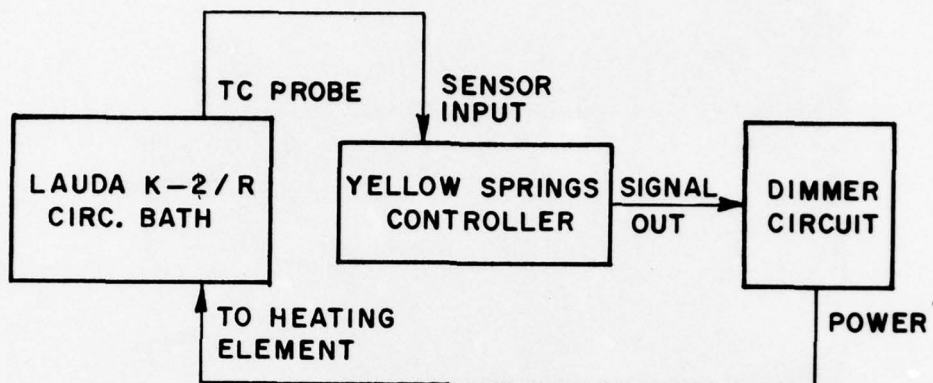 TC PROBE
SENSOR
INPUT
LAUDA K-2/R
CIRC. BATH
YELLOW SPRINGS
CONTROLLER
SIGNAL
OUT
DIMMER
CIRCUIT
TO HEATING
ELEMENT
POWER